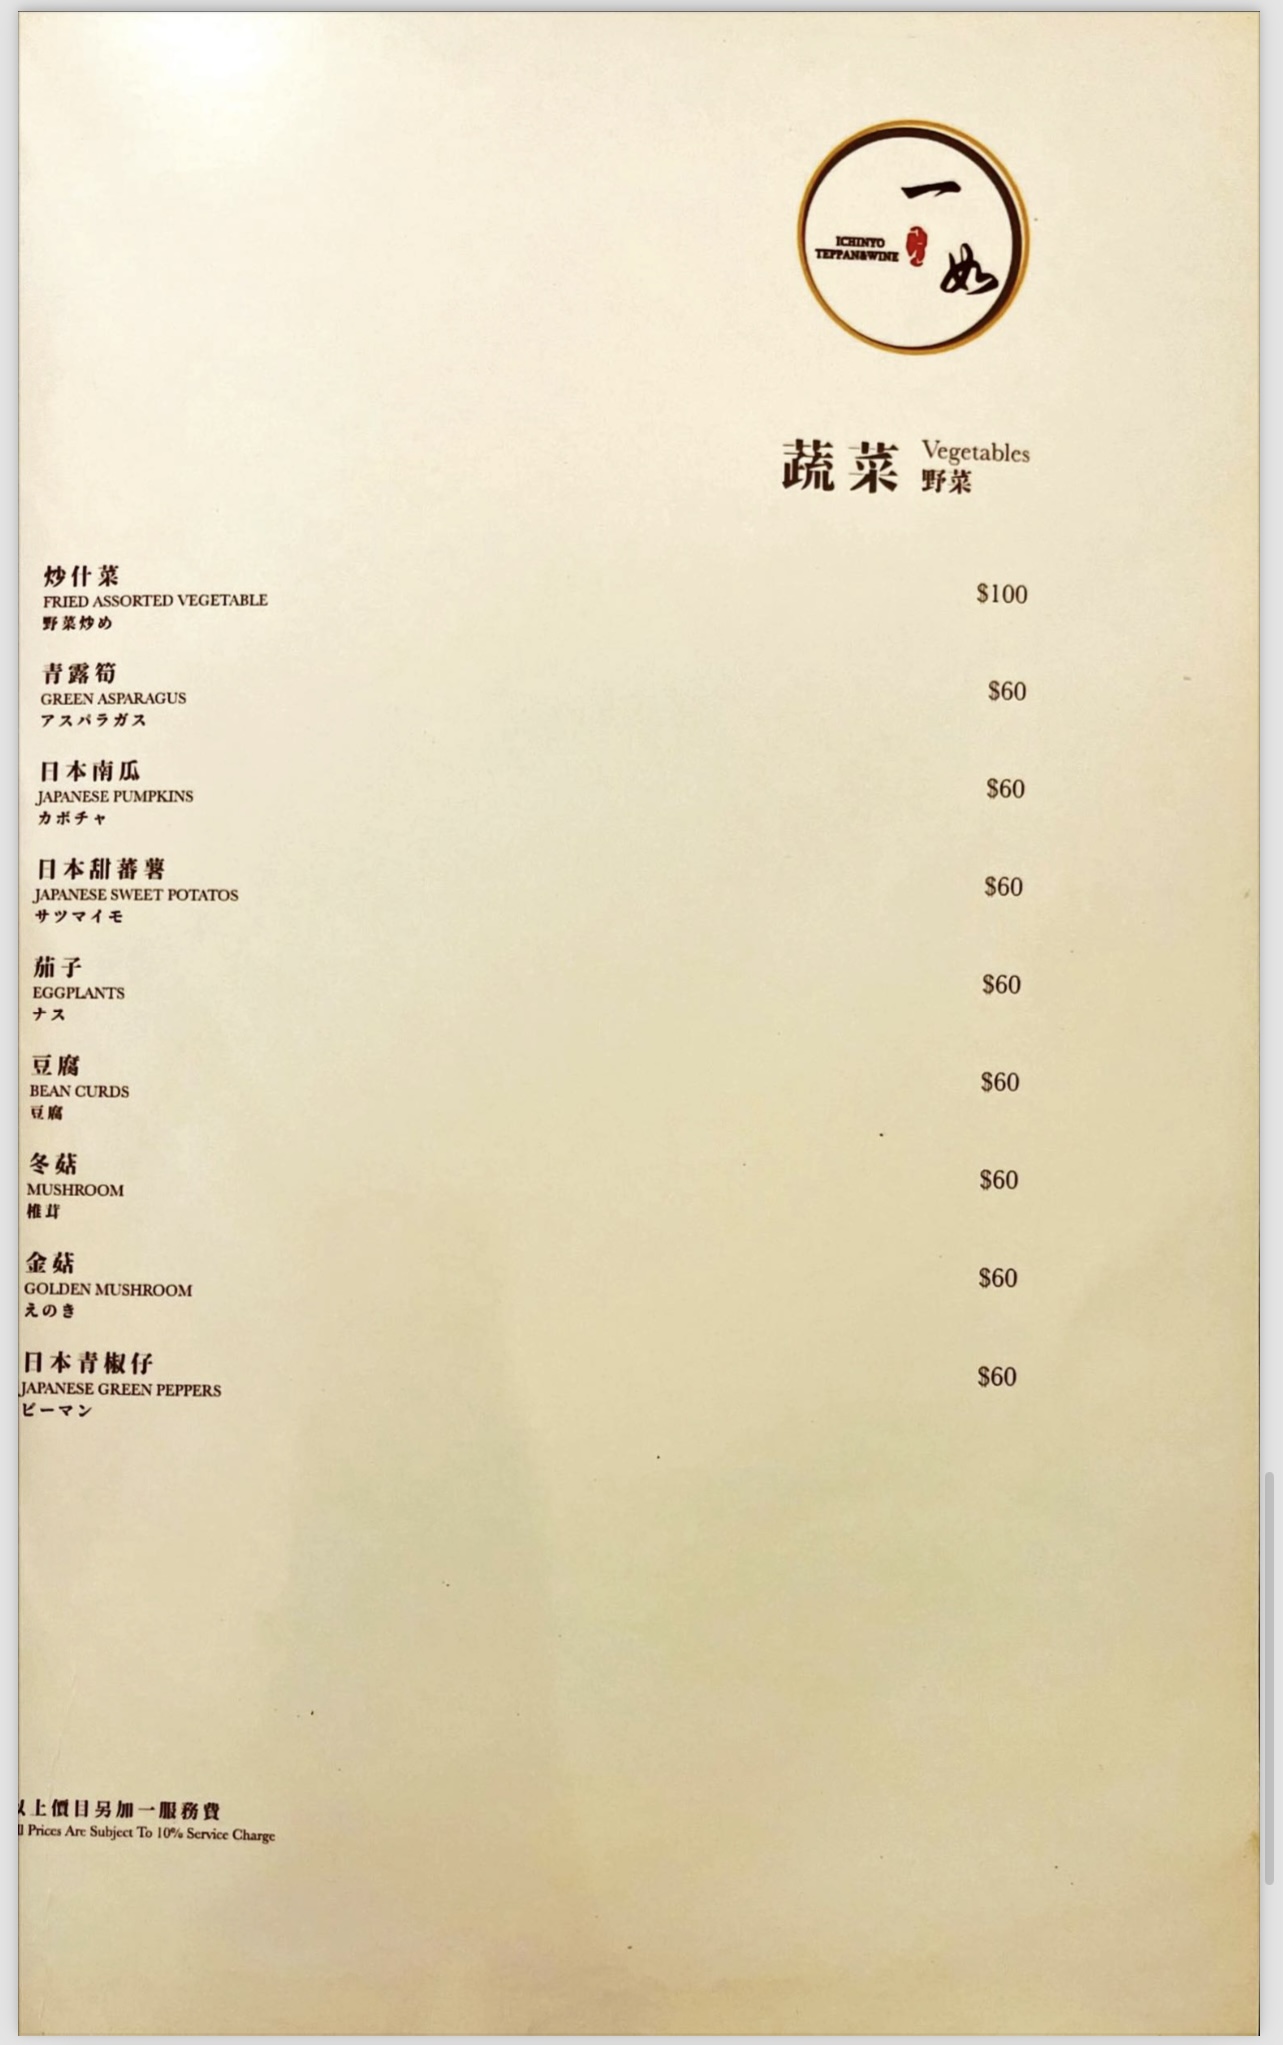 一
如
ICHINYO
TEPPAN&WINE
蔬菜
Vegetables
野菜
炒什菜
FRIED ASSORTED VEGETABLE
野菜炒め
$100
青露筍
GREEN ASPARAGUS
アスパラガス
$60
日本南瓜
JAPANESE PUMPKINS
カボチャ
$60
日本甜蕃薯
JAPANESE SWEET POTATOS
サツマイモ
$60
茄子
EGGPLANTS
ナス
$60
豆腐
BEAN CURDS
豆腐
$60
冬菇
MUSHROOM
椎茸
$60
金菇
GOLDEN MUSHROOM
えのき
$60
日本青椒仔
JAPANESE GREEN PEPPERS
ピーマン
$60
以上價目另加一服務費
ll Prices Are Subject To 10% Service Charge